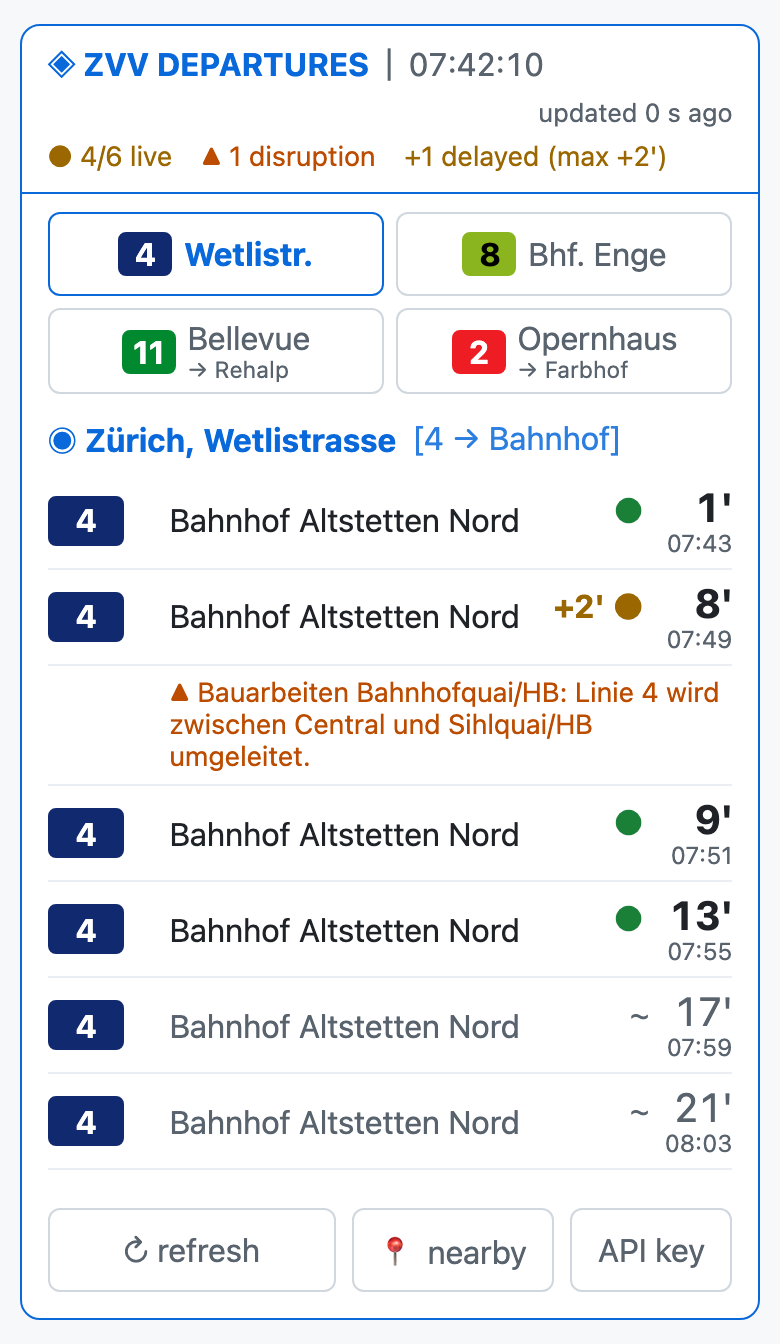 ZVV DEPARTURES | 07:42:10
updated 0 s ago
4/6 live ▲ 1 disruption +1 delayed (max +2')
4 Wetlistr.
8 Bhf. Enge
11 Bellevue
→ Rehalp
2 Opernhaus
→ Farbhof
Zürich, Wetlistrasse [4 → Bahnhof]
4 Bahnhof Altstetten Nord 1'
07:43
4 Bahnhof Altstetten Nord +2' 8'
07:49
▲ Bauarbeiten Bahnhofquai/HB: Linie 4 wird
zwischen Central und Sihlquai/HB
umgeleitet.
4 Bahnhof Altstetten Nord 9'
07:51
4 Bahnhof Altstetten Nord 13'
07:55
4 Bahnhof Altstetten Nord ~ 17'
07:59
4 Bahnhof Altstetten Nord ~ 21'
08:03
↻ refresh
📍 nearby
API key